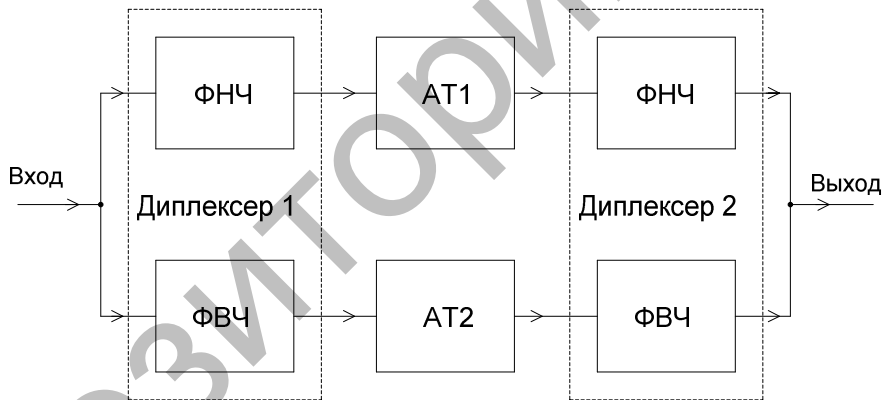 ФНЧ
АТ1
ФНЧ
Вход
Выход
Диплексер 1
Диплексер 2
ФВЧ
АТ2
ФВЧ